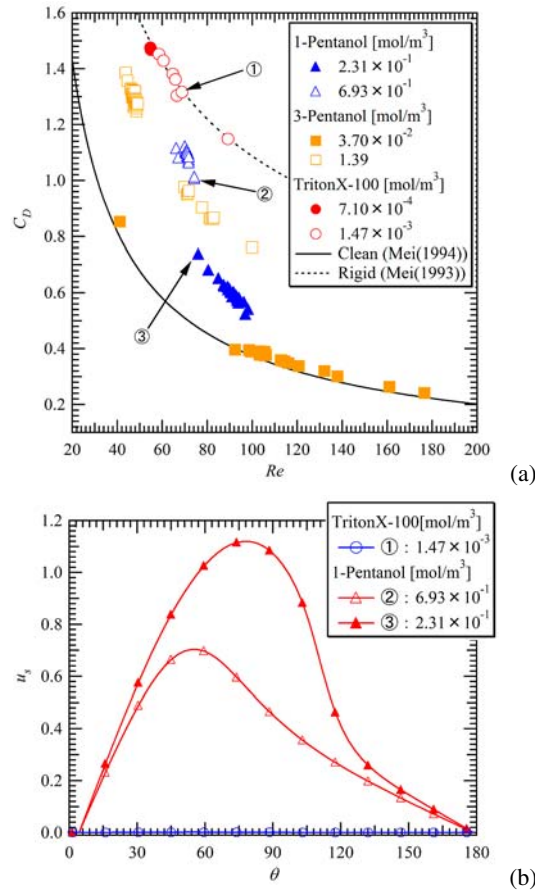 1.6
1.4
1.2
1.0
0.8
0.6
0.4
0.2
C_D
20 40 60 80 100 120 140 160 180 200
Re
①
②
③
1-Pentanol [mol/m³]
2.31×10⁻¹
6.93×10⁻¹
3-Pentanol [mol/m³]
3.70×10⁻²
1.39
TritonX-100 [mol/m³]
7.10×10⁻⁴
1.47×10⁻³
Clean (Mei(1994))
Rigid (Mei(1993))
(a)
1.2
1.0
0.8
0.6
0.4
0.2
0.0
u_s
0 30 60 90 120 150 180
θ
TritonX-100[mol/m³]
① : 1.47×10⁻³
1-Pentanol [mol/m³]
② : 6.93×10⁻¹
③ : 2.31×10⁻¹
(b)